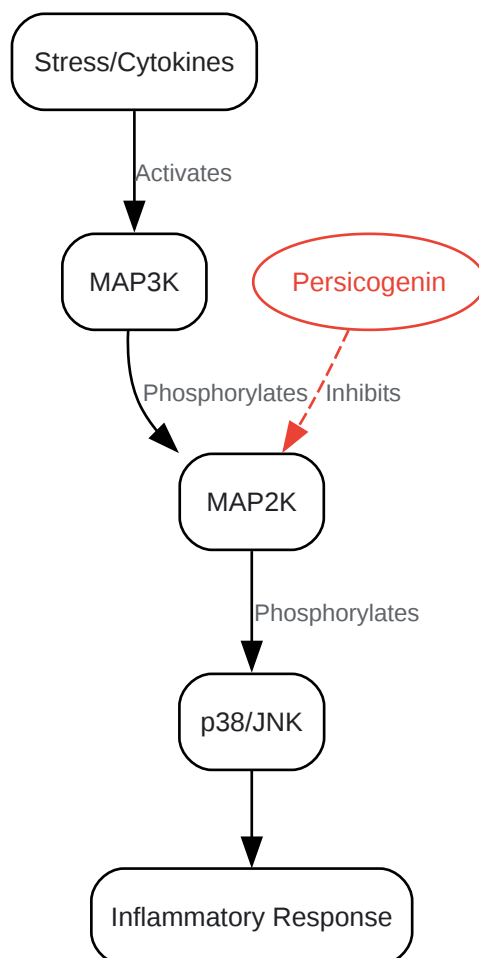 Stress/Cytokines
Activates
MAP3K
Persicogenin
Phosphorylates
Inhibits
MAP2K
Phosphorylates
p38/JNK
Inflammatory Response